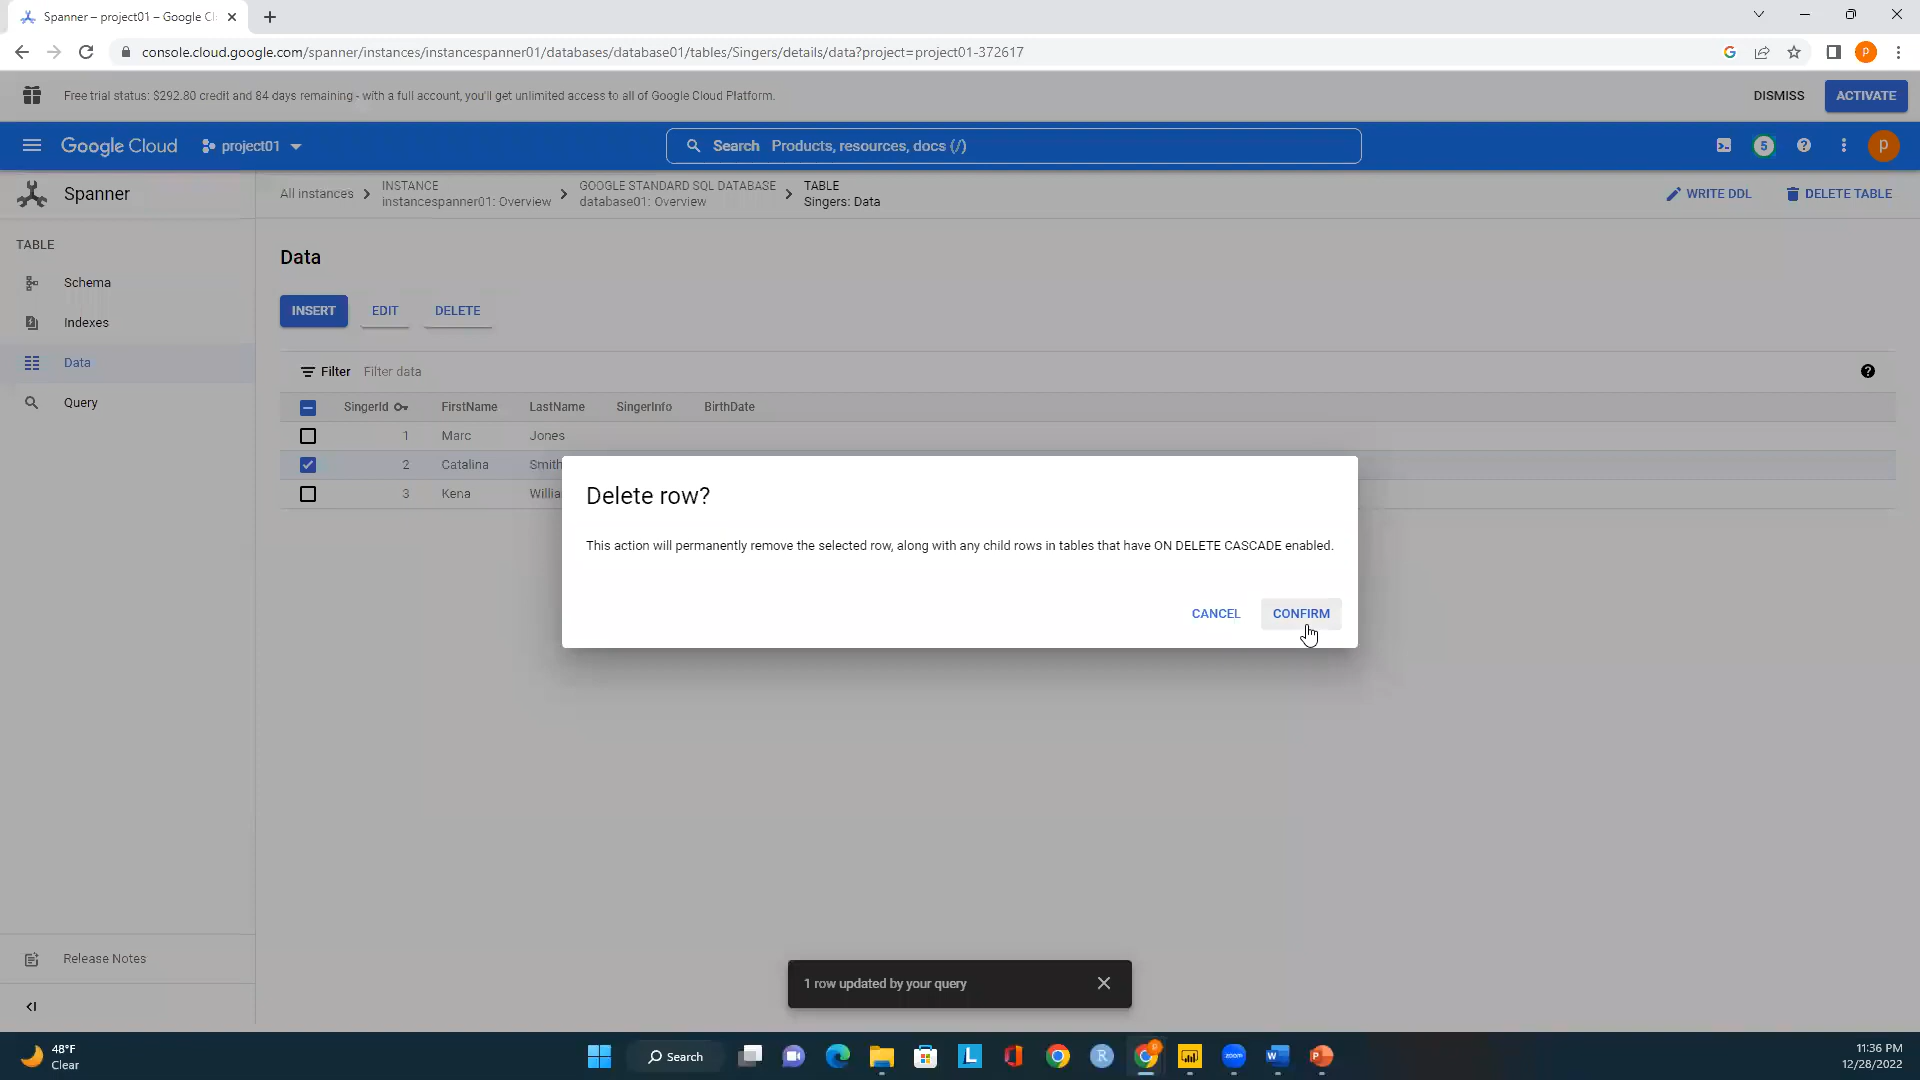 Spanner – project01 – Google Cl
console.cloud.google.com/spanner/instances/instancespanner01/databases/database01/tables/Singers/details/data?project=project01-372617
Free trial status: $292.80 credit and 84 days remaining - with a full account, you'll get unlimited access to all of Google Cloud Platform.
DISMISS
ACTIVATE
Google Cloud
project01
Search Products, resources, docs (/)
5
P
Spanner
All instances
INSTANCE
instancespanner01: Overview
GOOGLE STANDARD SQL DATABASE
database01: Overview
TABLE
Singers: Data
WRITE DDL
DELETE TABLE
TABLE
Schema
Indexes
Data
Query
Data
INSERT EDIT DELETE
Filter Filter data
SingerId FirstName LastName SingerInfo BirthDate
1 Marc Jones
2 Catalina Smith
3 Kena Willia
Delete row?
This action will permanently remove the selected row, along with any child rows in tables that have ON DELETE CASCADE enabled.
CANCEL CONFIRM
Release Notes
1 row updated by your query
48°F
Clear
Search
11:36 PM
12/28/2022